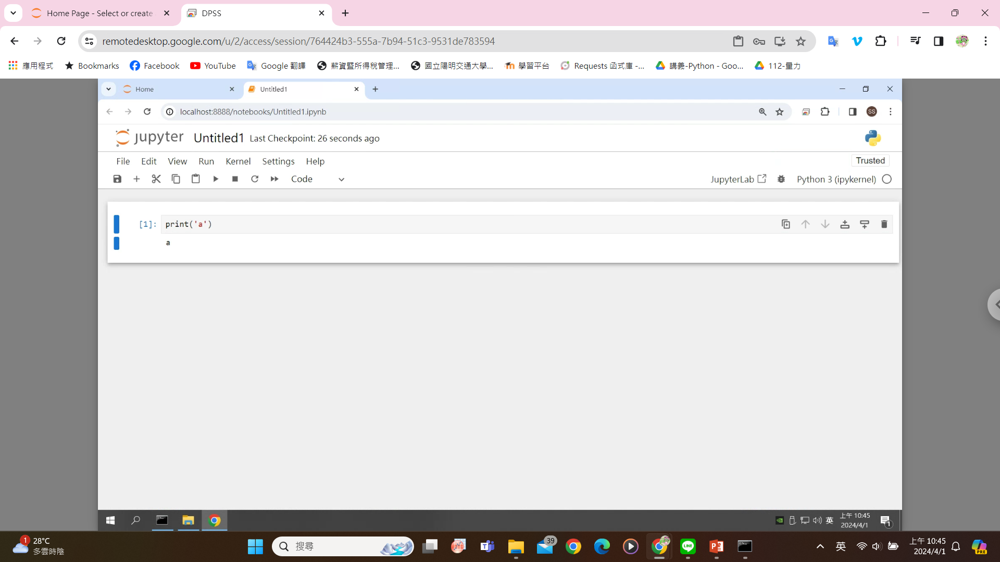 Home Page - Select or create
DPSS
remotedesktop.google.com/u/2/access/session/764424b3-555a-7b94-51c3-9531de783594
應用程式 Bookmarks Facebook YouTube Google 翻譯 薪資暨所得稅管理... 國立陽明交通大學... 學習平台 Requests 函式庫 -... 講義-Python - Goo... 112-量力
Home
Untitled1
localhost:8888/notebooks/Untitled1.ipynb
SS
jupyter Untitled1 Last Checkpoint: 26 seconds ago
File Edit View Run Kernel Settings Help
Trusted
Code
JupyterLab
Python 3 (ipykernel)
[1]: print('a')
a
英
上午 10:45
2024/4/1
1
1
28°C
多雲時陰
搜尋
39
英
上午 10:45
2024/4/1
PRE